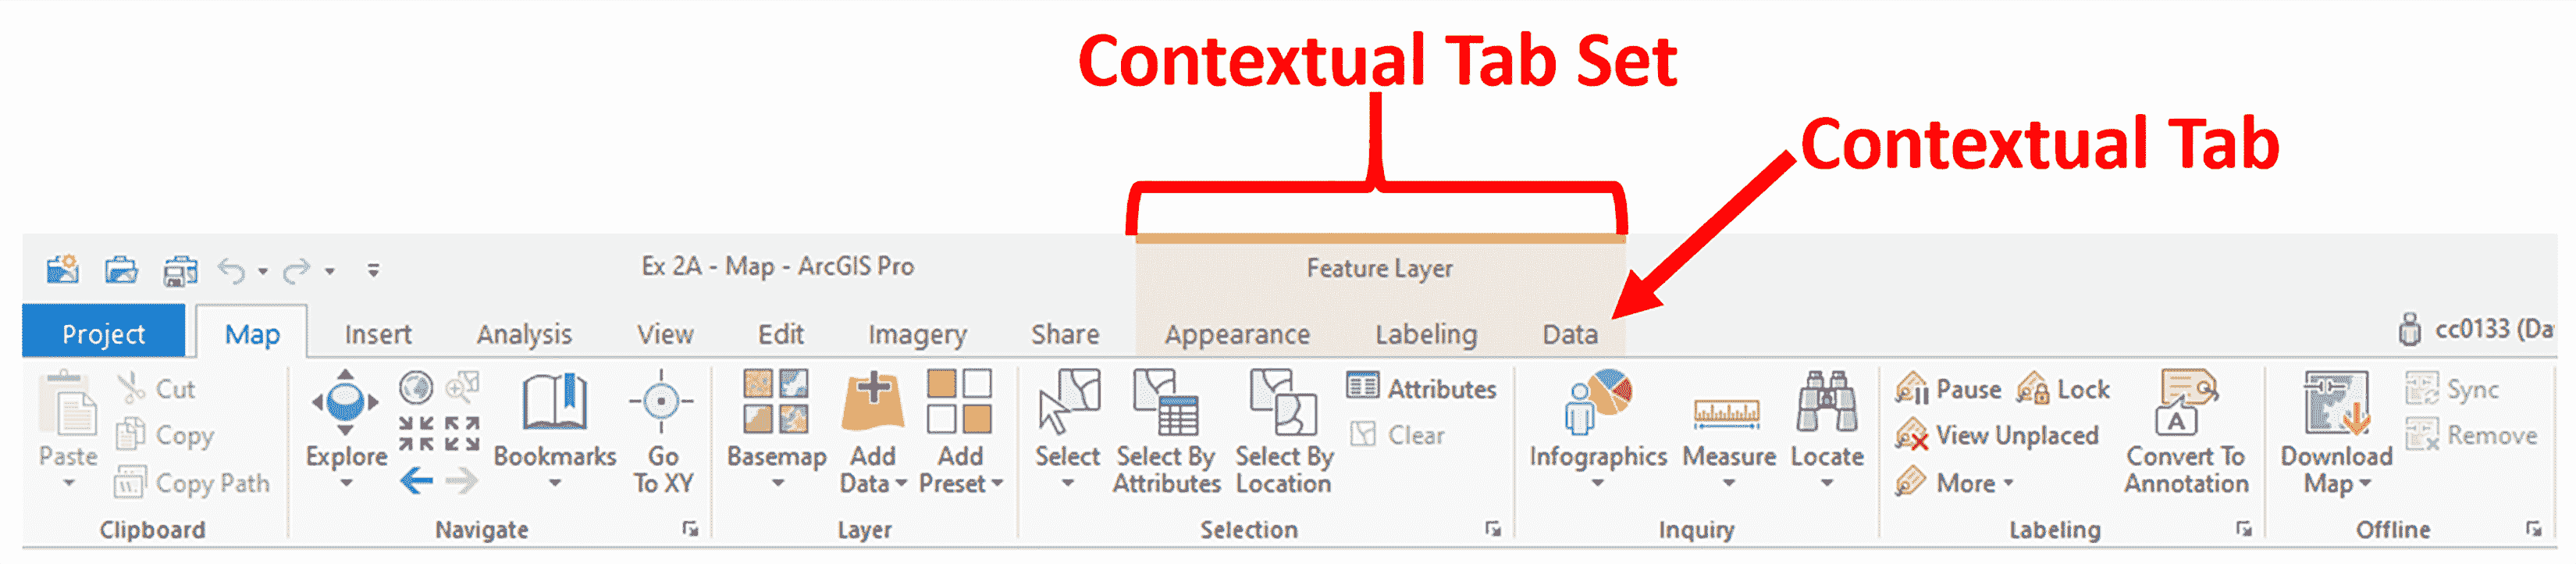 Contextual Tab Set
Contextual Tab
Ex 2A - Map - ArcGIS Pro
Feature Layer
Project Map Insert Analysis View Edit Imagery Share Appearance Labeling Data cc0133 (Da
Paste
Cut
Copy
Copy Path
Clipboard
Explore
Bookmarks
Go
To XY
Navigate
Basemap
Add
Data
Add
Preset
Layer
Select
Select By
Attributes
Select By
Location
Attributes
Clear
Selection
Infographics
Measure
Locate
Inquiry
Pause
Lock
View Unplaced
More
A
Convert To
Annotation
Labeling
Download
Map
Sync
Remove
Offline